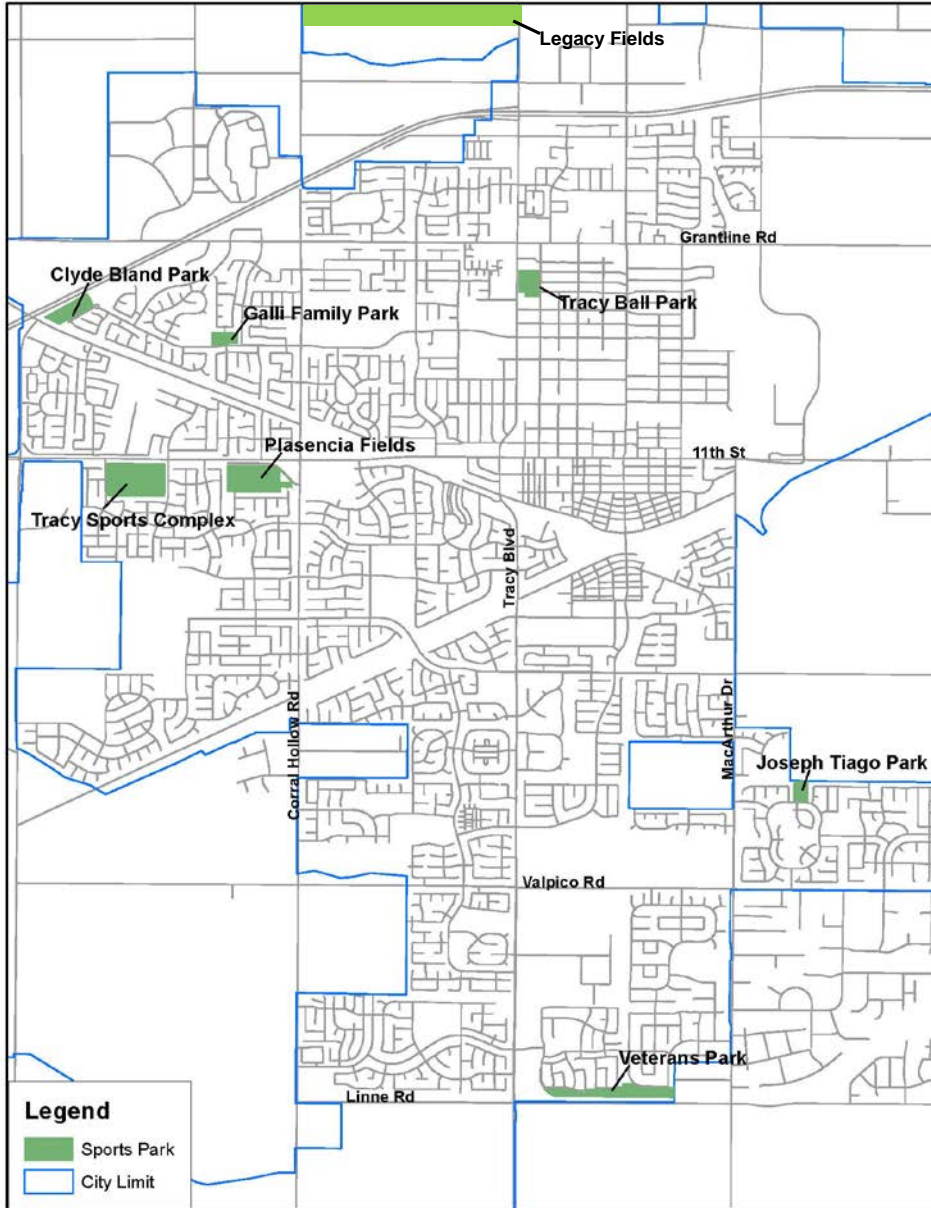 Legacy Fields
Grantline Rd
Clyde Bland Park
Tracy Ball Park
Galli Family Park
Plasencia Fields
11th St
Tracy Sports Complex
Tracy Blvd
Corral Hollow Rd
MacArthur Dr
Joseph Tiago Park
Valpico Rd
Veterans Park
Linne Rd
Legend
Sports Park
City Limit